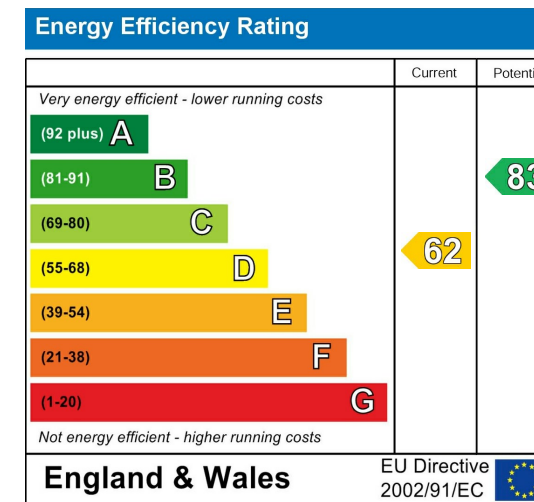 Energy Efficiency Rating
Current Potenti
Very energy efficient - lower running costs
(92 plus) A
(81-91) B
83
(69-80) C
62
(55-68) D
(39-54) E
(21-38) F
(1-20) G
Not energy efficient - higher running costs
England & Wales
EU Directive
2002/91/EC